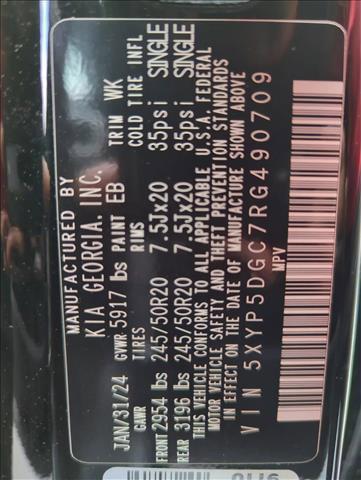 MANUFACTURED BY
KIA GEORGIA. INC.
JAN/31/24 GVWR 5917 lbs PAINT EB TRIM WK
GAWR TIRES RIMS COLD TIRE INFL
FRONT 2954 lbs 245/50R20 7.5Jx20 35psi SINGLE
REAR 3196 lbs 245/50R20 7.5Jx20 35psi SINGLE
THIS VEHICLE CONFORMS TO ALL APPLICABLE U.S.A. FEDERAL
MOTOR VEHICLE SAFETY AND THEFT PREVENTION STANDARDS
IN EFFECT ON THE DATE OF MANUFACTURE SHOWN ABOVE
VIN 5XYP5DGC7RG490709
MPV